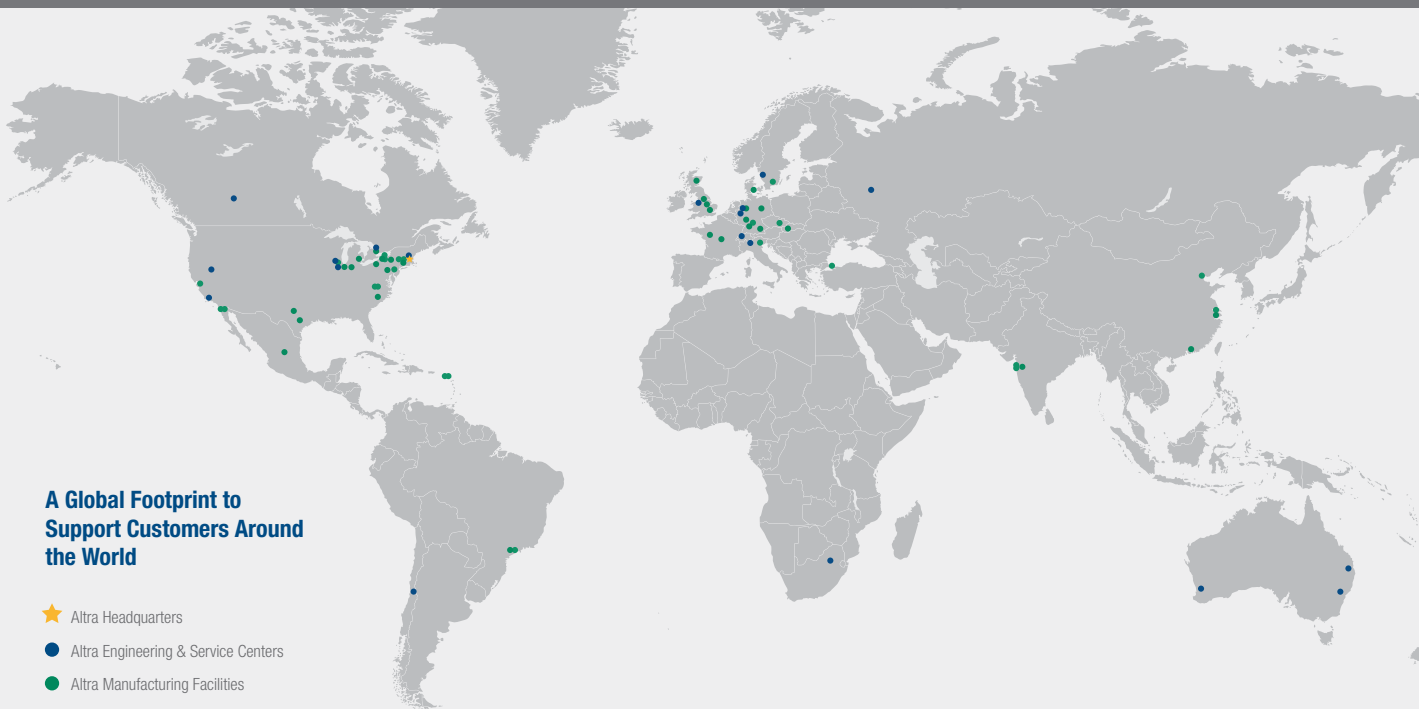 A Global Footprint to
Support Customers Around
the World
Altra Headquarters
Altra Engineering & Service Centers
Altra Manufacturing Facilities